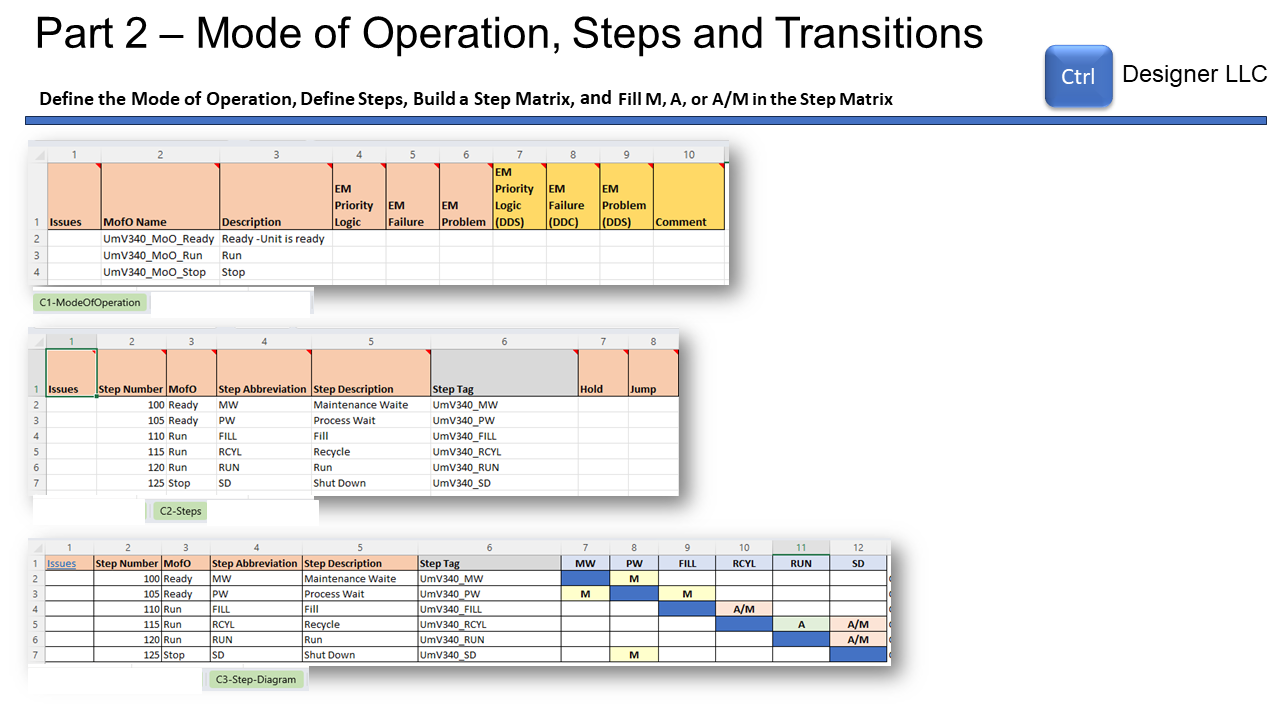 Part 2 – Mode of Operation, Steps and Transitions
Ctrl Designer LLC
Define the Mode of Operation, Define Steps, Build a Step Matrix, and Fill M, A, or A/M in the Step Matrix
1 2 3 4 5 6 7 8 9 10
1 Issues MofO Name Description EM Priority Logic EM Failure EM Problem EM Priority Logic (DDS) EM Failure (DDC) EM Problem (DDS) Comment
2 UmV340_MoO_Ready Ready -Unit is ready
3 UmV340_MoO_Run Run
4 UmV340_MoO_Stop Stop
C1-ModeOfOperation
1 2 3 4 5 6 7 8
1 Issues Step Number MofO Step Abbreviation Step Description Step Tag Hold Jump
2 100 Ready MW Maintenance Waite UmV340_MW
3 105 Ready PW Process Wait UmV340_PW
4 110 Run FILL Fill UmV340_FILL
5 115 Run RCYL Recycle UmV340_RCYL
6 120 Run RUN Run UmV340_RUN
7 125 Stop SD Shut Down UmV340_SD
C2-Steps
1 2 3 4 5 6 7 8 9 10 11 12
1 Issues Step Number MofO Step Abbreviation Step Description Step Tag MW PW FILL RCYL RUN SD
2 100 Ready MW Maintenance Waite UmV340_MW M
3 105 Ready PW Process Wait UmV340_PW M M
4 110 Run FILL Fill UmV340_FILL A/M
5 115 Run RCYL Recycle UmV340_RCYL A A/M
6 120 Run RUN Run UmV340_RUN A/M
7 125 Stop SD Shut Down UmV340_SD M
C3-Step-Diagram